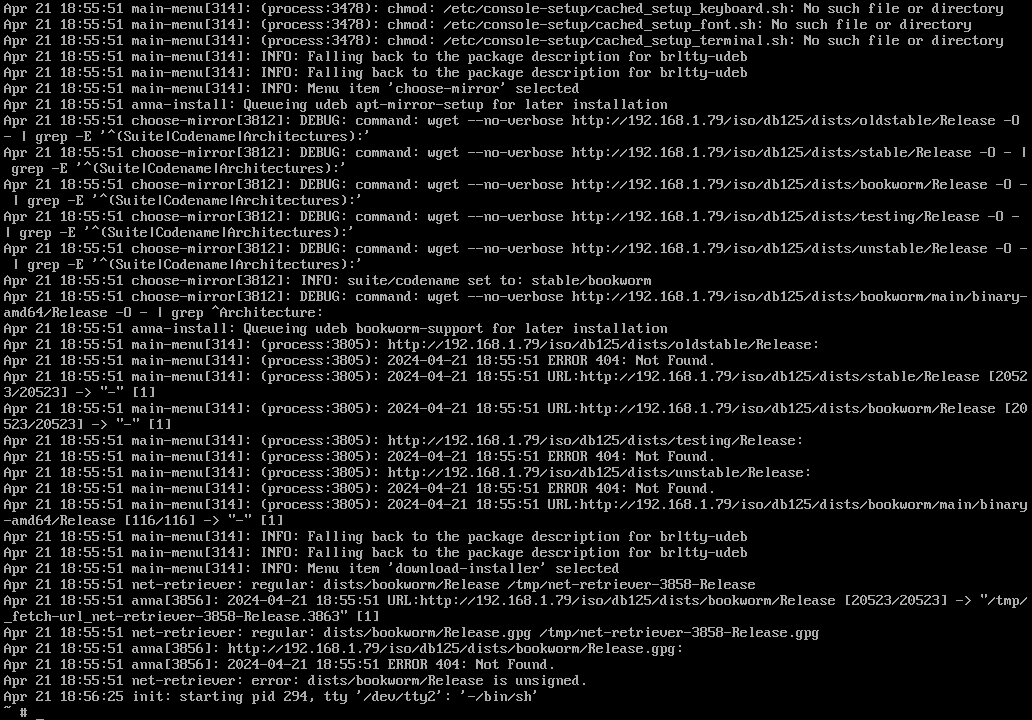 Apr 21 18:55:51 main-menu[314]: (process:3478): chmod: /etc/console-setup/cached_setup_keyboard.sh: No such file or directory
Apr 21 18:55:51 main-menu[314]: (process:3478): chmod: /etc/console-setup/cached_setup_font.sh: No such file or directory
Apr 21 18:55:51 main-menu[314]: (process:3478): chmod: /etc/console-setup/cached_setup_terminal.sh: No such file or directory
Apr 21 18:55:51 main-menu[314]: INFO: Falling back to the package description for brltty-udeb
Apr 21 18:55:51 main-menu[314]: INFO: Falling back to the package description for brltty-udeb
Apr 21 18:55:51 main-menu[314]: INFO: Menu item 'choose-mirror' selected
Apr 21 18:55:51 anna-install: Queueing udeb apt-mirror-setup for later installation
Apr 21 18:55:51 choose-mirror[3812]: DEBUG: command: wget --no-verbose http://192.168.1.79/iso/db125/dists/oldstable/Release -O
- | grep -E '^(Suite|Codename|Architectures):'
Apr 21 18:55:51 choose-mirror[3812]: DEBUG: command: wget --no-verbose http://192.168.1.79/iso/db125/dists/stable/Release -O - |
 grep -E '^(Suite|Codename|Architectures):'
Apr 21 18:55:51 choose-mirror[3812]: DEBUG: command: wget --no-verbose http://192.168.1.79/iso/db125/dists/bookworm/Release -O -
 | grep -E '^(Suite|Codename|Architectures):'
Apr 21 18:55:51 choose-mirror[3812]: DEBUG: command: wget --no-verbose http://192.168.1.79/iso/db125/dists/testing/Release -O -
| grep -E '^(Suite|Codename|Architectures):'
Apr 21 18:55:51 choose-mirror[3812]: DEBUG: command: wget --no-verbose http://192.168.1.79/iso/db125/dists/unstable/Release -O -
 | grep -E '^(Suite|Codename|Architectures):'
Apr 21 18:55:51 choose-mirror[3812]: INFO: suite/codename set to: stable/bookworm
Apr 21 18:55:51 choose-mirror[3812]: DEBUG: command: wget --no-verbose http://192.168.1.79/iso/db125/dists/bookworm/main/binary-
amd64/Release -O - | grep ^Architecture:
Apr 21 18:55:51 anna-install: Queueing udeb bookworm-support for later installation
Apr 21 18:55:51 main-menu[314]: (process:3805): http://192.168.1.79/iso/db125/dists/oldstable/Release:
Apr 21 18:55:51 main-menu[314]: (process:3805): 2024-04-21 18:55:51 ERROR 404: Not Found.
Apr 21 18:55:51 main-menu[314]: (process:3805): 2024-04-21 18:55:51 URL:http://192.168.1.79/iso/db125/dists/stable/Release [2052
3/20523] -> "-" [1]
Apr 21 18:55:51 main-menu[314]: (process:3805): 2024-04-21 18:55:51 URL:http://192.168.1.79/iso/db125/dists/bookworm/Release [20
523/20523] -> "-" [1]
Apr 21 18:55:51 main-menu[314]: (process:3805): http://192.168.1.79/iso/db125/dists/testing/Release:
Apr 21 18:55:51 main-menu[314]: (process:3805): 2024-04-21 18:55:51 ERROR 404: Not Found.
Apr 21 18:55:51 main-menu[314]: (process:3805): http://192.168.1.79/iso/db125/dists/unstable/Release:
Apr 21 18:55:51 main-menu[314]: (process:3805): 2024-04-21 18:55:51 ERROR 404: Not Found.
Apr 21 18:55:51 main-menu[314]: (process:3805): 2024-04-21 18:55:51 URL:http://192.168.1.79/iso/db125/dists/bookworm/main/binary
-amd64/Release [116/116] -> "-" [1]
Apr 21 18:55:51 main-menu[314]: INFO: Falling back to the package description for brltty-udeb
Apr 21 18:55:51 main-menu[314]: INFO: Falling back to the package description for brltty-udeb
Apr 21 18:55:51 main-menu[314]: INFO: Menu item 'download-installer' selected
Apr 21 18:55:51 net-retriever: regular: dists/bookworm/Release /tmp/net-retriever-3858-Release
Apr 21 18:55:51 anna[3856]: 2024-04-21 18:55:51 URL:http://192.168.1.79/iso/db125/dists/bookworm/Release [20523/20523] -> "/tmp/
_fetch-url_net-retriever-3858-Release.3863" [1]
Apr 21 18:55:51 net-retriever: regular: dists/bookworm/Release.gpg /tmp/net-retriever-3858-Release.gpg
Apr 21 18:55:51 anna[3856]: http://192.168.1.79/iso/db125/dists/bookworm/Release.gpg:
Apr 21 18:55:51 anna[3856]: 2024-04-21 18:55:51 ERROR 404: Not Found.
Apr 21 18:55:51 net-retriever: error: dists/bookworm/Release is unsigned.
Apr 21 18:56:25 init: starting pid 294, tty '/dev/tty2': '-/bin/sh'
~ # _